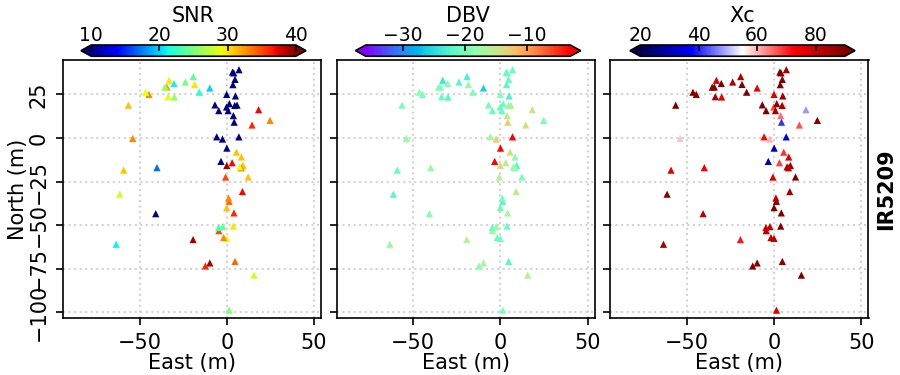 SNR DBV Xc
10 20 30 40 −30 −20 −10 20 40 60 80
North (m)
25
0
−25
−50
−75
−100
−50 0 50 −50 0 50 −50 0 50
East (m) East (m) East (m)
IR5209